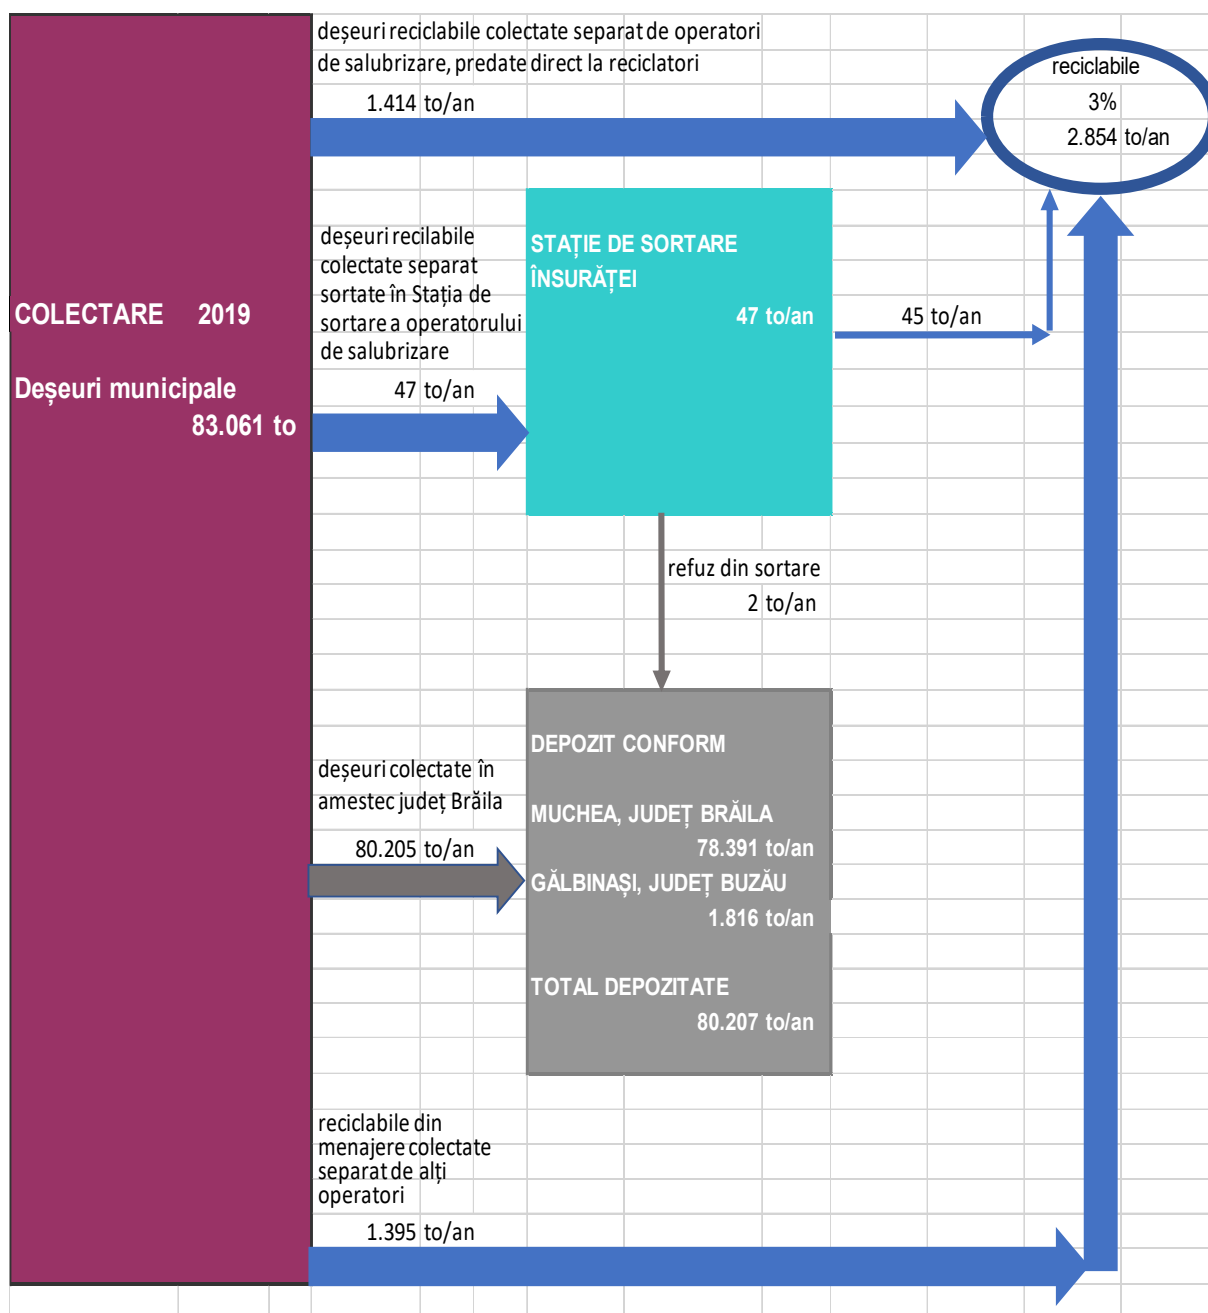 deșeuri reciclabile colectate separat de operatori
de salubrizare, predate direct la reciclatori
1.414 to/an
reciclabile
3%
2.854 to/an
deșeuri recilabile
colectate separat
sortate în Stația de
sortare a operatorului
de salubrizare
47 to/an
STAȚIE DE SORTARE
ÎNSURĂȚEI
47 to/an
45 to/an
COLECTARE 2019
Deșeuri municipale
83.061 to
refuz din sortare
2 to/an
deșeuri colectate în
amestec județ Brăila
80.205 to/an
DEPOZIT CONFORM
MUCHEA, JUDEȚ BRĂILA
78.391 to/an
GĂLBINAȘI, JUDEȚ BUZĂU
1.816 to/an
TOTAL DEPOZITATE
80.207 to/an
reciclabile din
menajere colectate
separat de alți
operatori
1.395 to/an